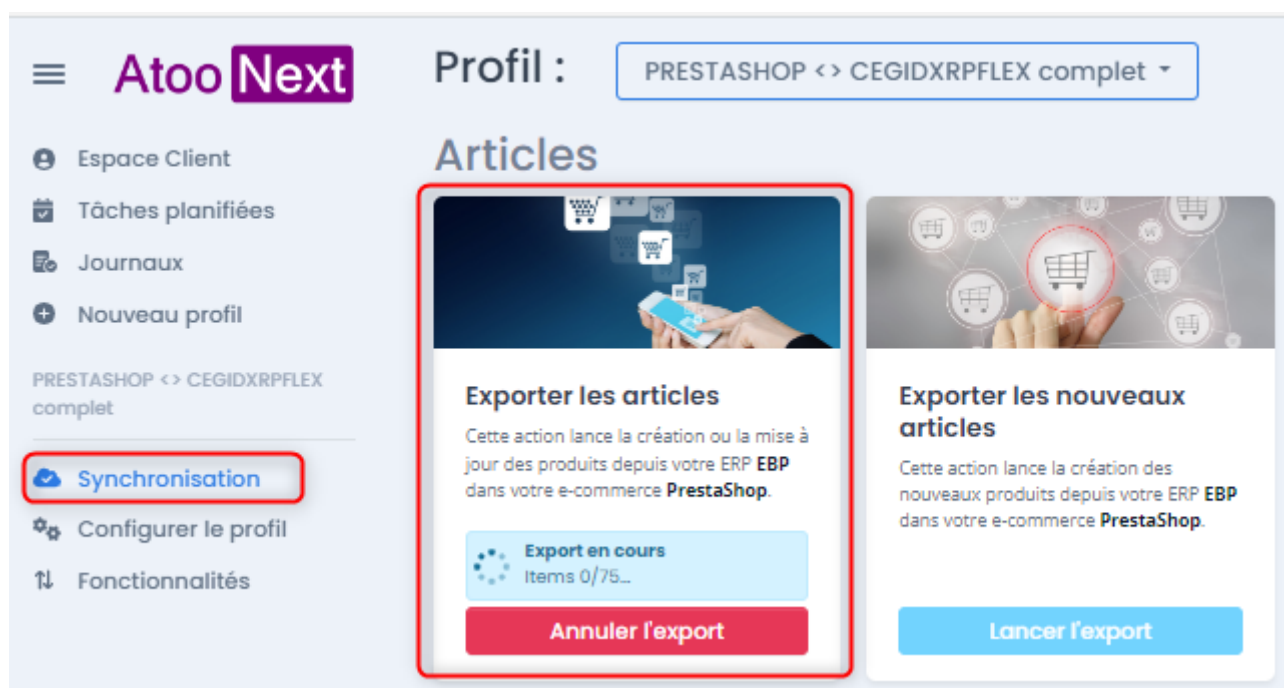 Atoo Next
Profil :
PRESTASHOP <> CEGIDXRPFLEX complet
Espace Client
Tâches planifiées
Journaux
Nouveau profil
PRESTASHOP <> CEGIDXRPFLEX
complet
Synchronisation
Configurer le profil
Fonctionnalités
Articles
Exporter les articles
Cette action lance la création ou la mise à
jour des produits depuis votre ERP EBP
dans votre e-commerce PrestaShop.
Export en cours
Items 0/75...
Annuler l'export
Exporter les nouveaux
articles
Cette action lance la création des
nouveaux produits depuis votre ERP EBP
dans votre e-commerce PrestaShop.
Lancer l'export